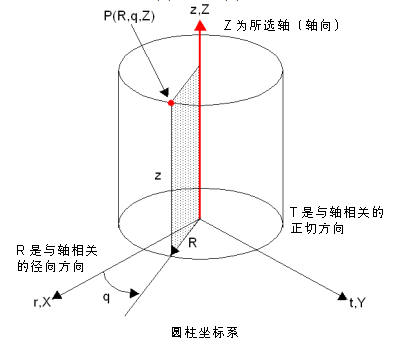 z,Z
P(R,q,Z)
Z 为所选轴（轴向）
z
T 是与轴相关的
正切方向
R
R 是与轴相关
的径向方向
r,X
q
t,Y
圆柱坐标系